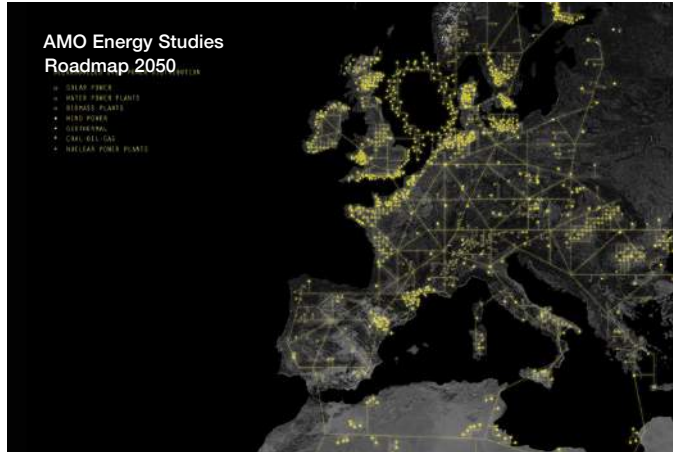 AMO Energy Studies
Roadmap 2050
SOLAR POWER
WATER POWER PLANTS
BIOMASS PLANTS
WIND POWER
GEOTHERMAL
COAL-OIL-GAS
NUCLEAR POWER PLANTS